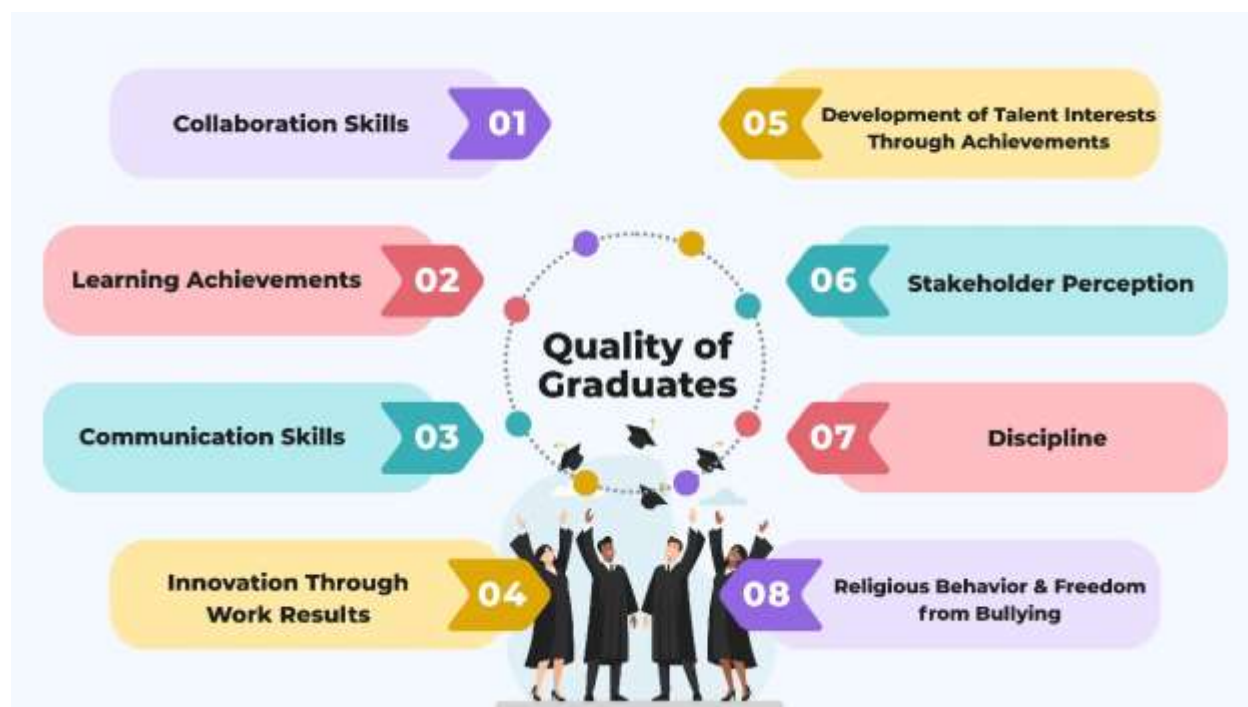 Collaboration Skills
01
Learning Achievements
02
Communication Skills
03
Innovation Through
Work Results
04
Quality of
Graduates
05
Development of Talent Interests
Through Achievements
06
Stakeholder Perception
07
Discipline
08
Religious Behavior & Freedom
from Bullying